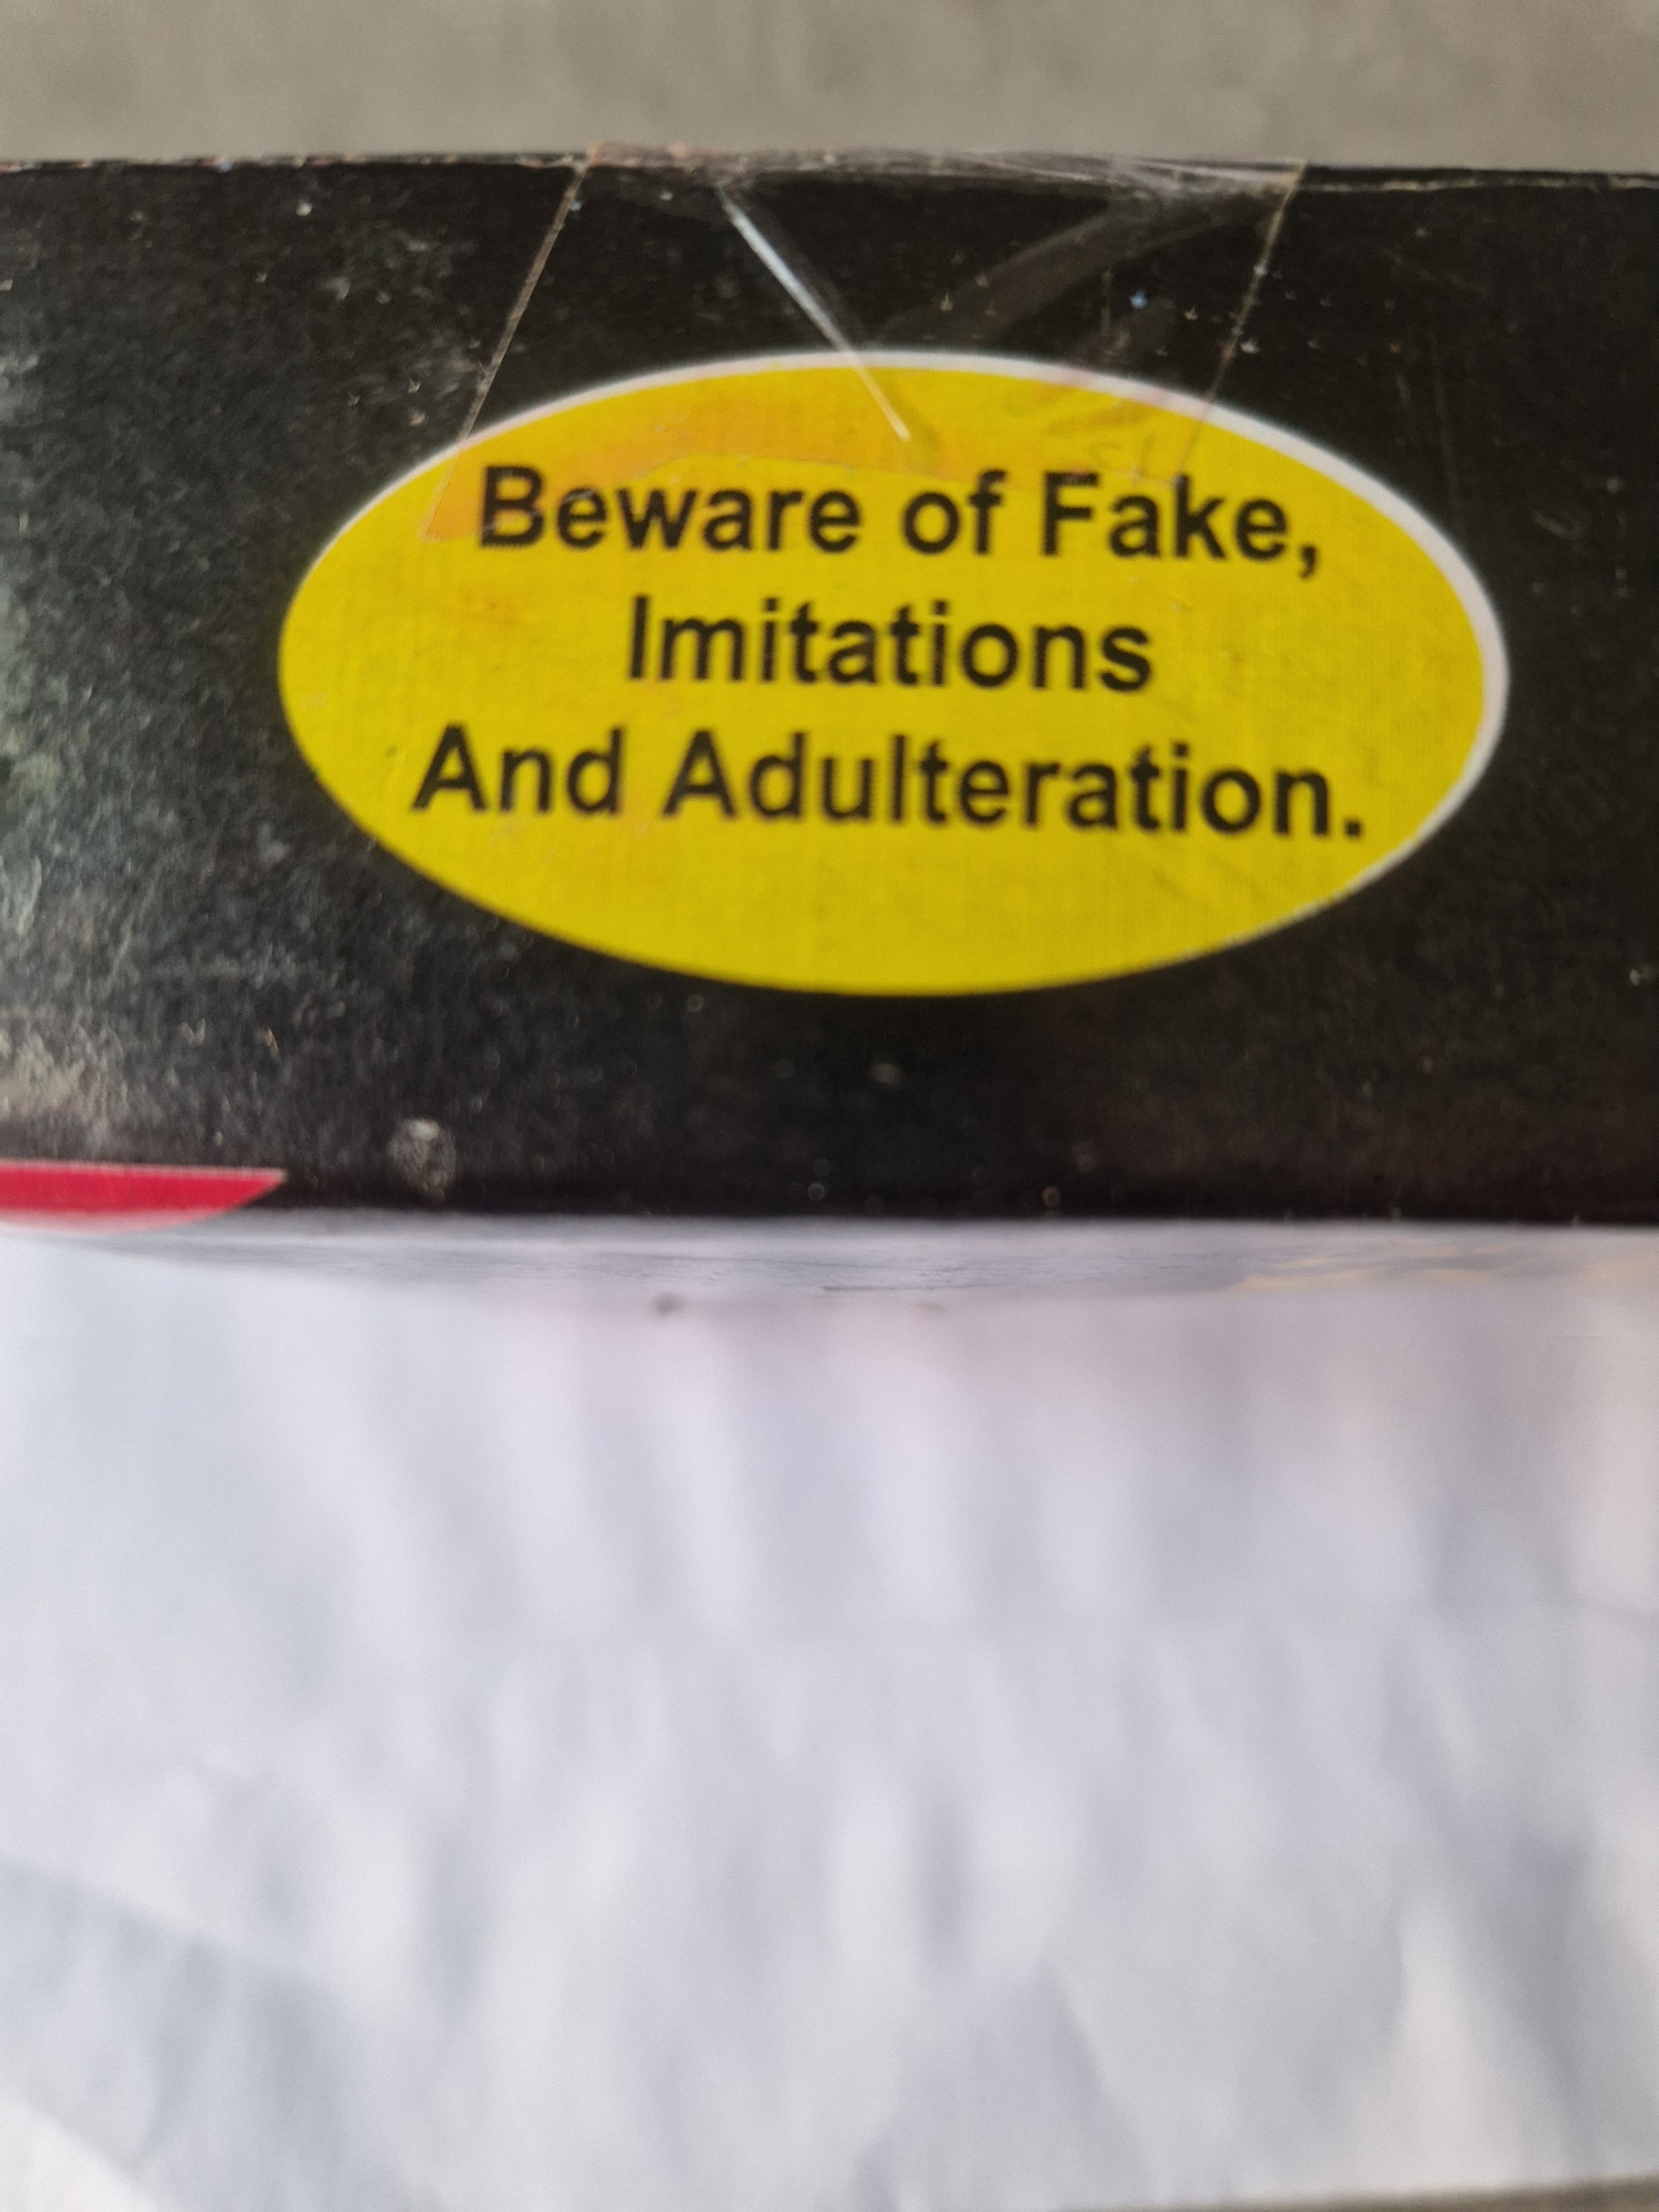 Beware of Fake,
Imitations
And Adulteration.